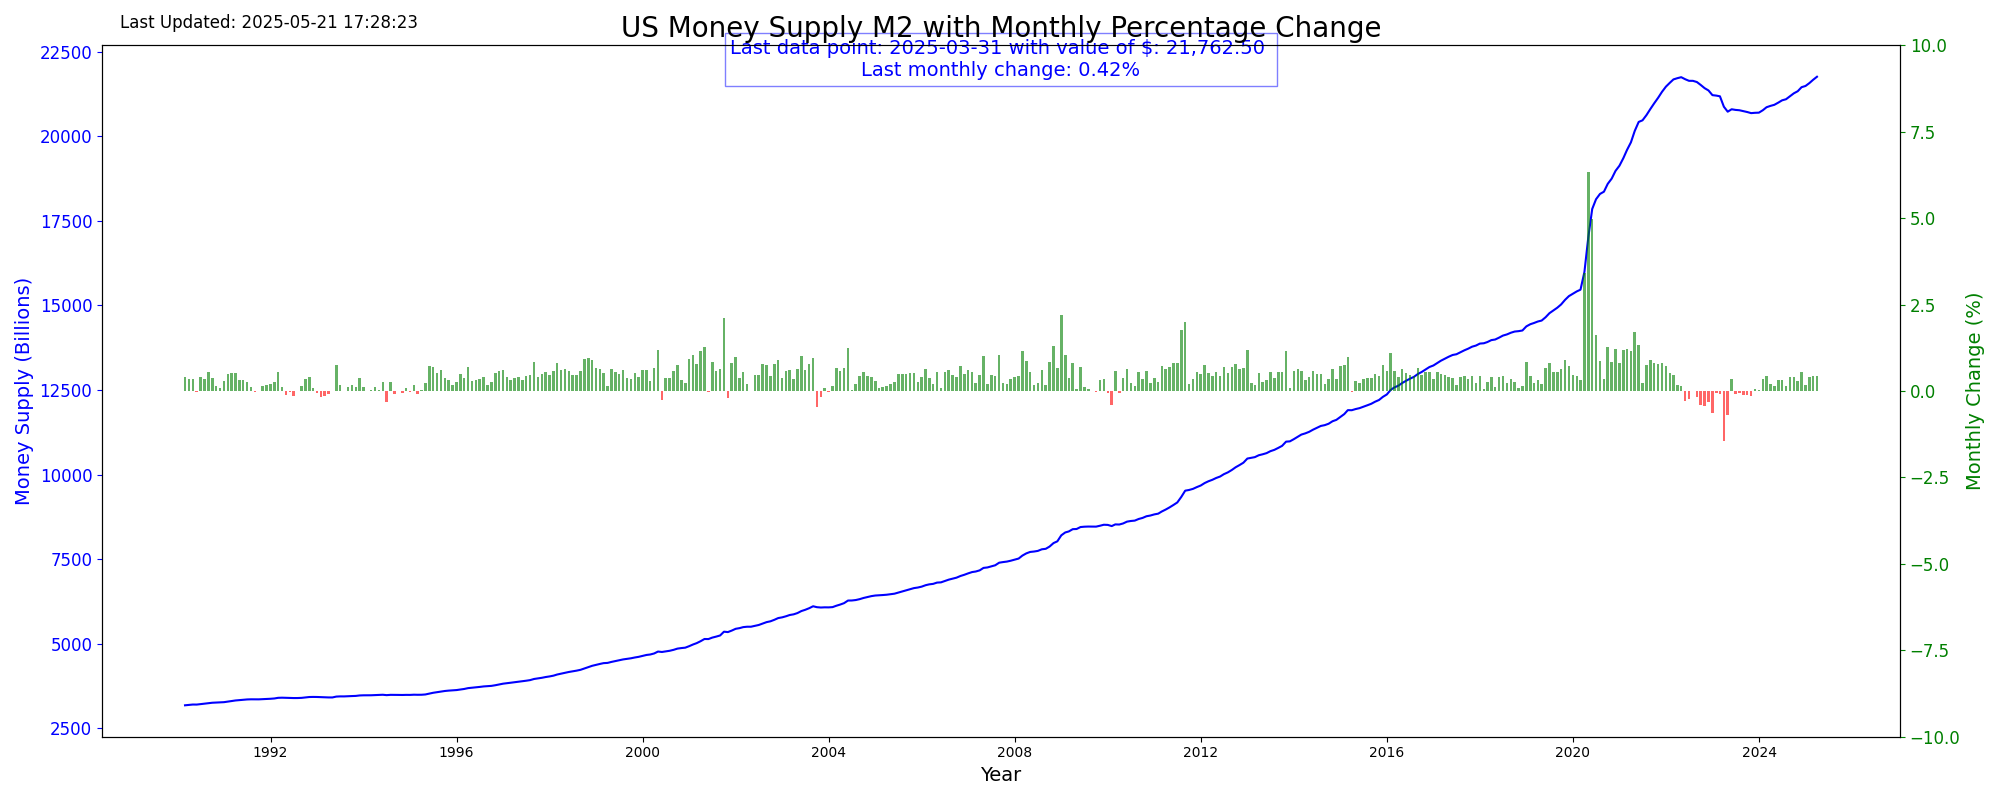 Last Updated: 2025-05-21 17:28:23
US Money Supply M2 with Monthly Percentage Change
Last data point: 2025-03-31 with value of $: 21,762.50
Last monthly change: 0.42%
Money Supply (Billions)
22500
20000
17500
15000
12500
10000
7500
5000
2500
10.0
7.5
5.0
2.5
0.0
−2.5
−5.0
−7.5
−10.0
Monthly Change (%)
1992 1996 2000 2004 2008 2012 2016 2020 2024
Year